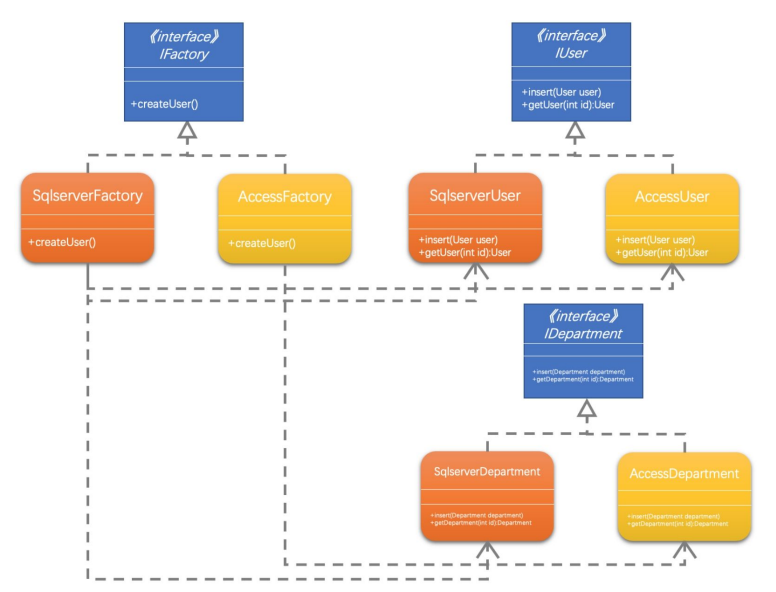 《interface》
IFactory
+createUser()
《interface》
IUser
+insert(User user)
+getUser(int id):User
SqlserverFactory
+createUser()
AccessFactory
+createUser()
SqlserverUser
+insert(User user)
+getUser(int id):User
AccessUser
+insert(User user)
+getUser(int id):User
《interface》
IDepartment
+insert(Department department)
+getDepartment(int id):Department
SqlserverDepartment
+insert(Department department)
+getDepartment(int id):Department
AccessDepartment
+insert(Department department)
+getDepartment(int id):Department